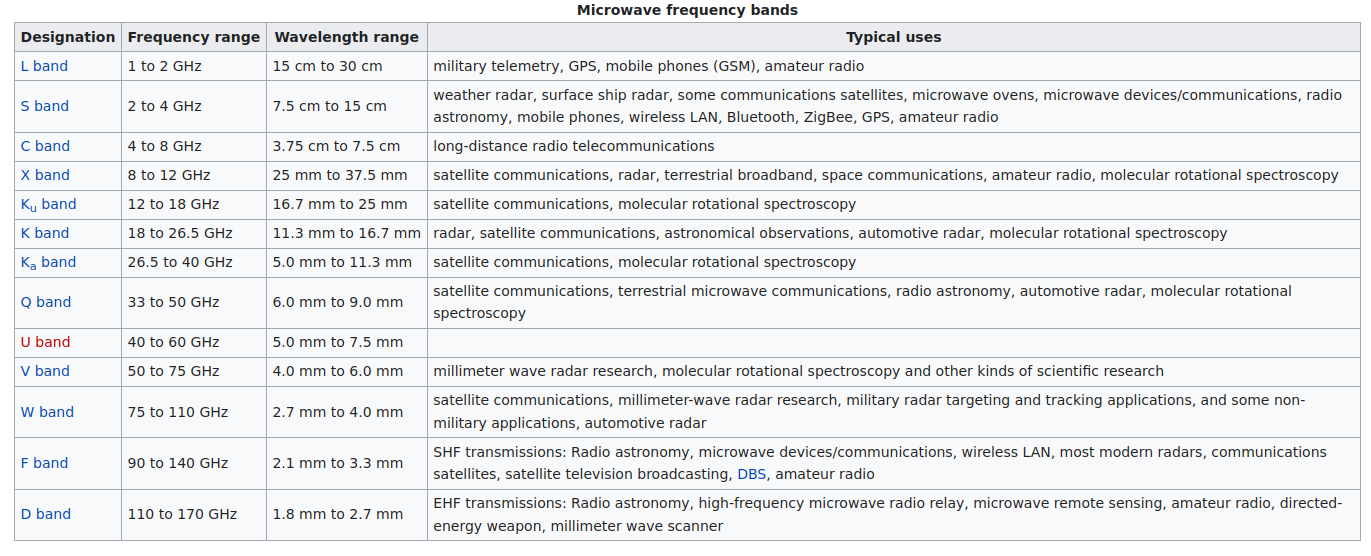 Microwave frequency bands
Designation Frequency range Wavelength range Typical uses
L band 1 to 2 GHz 15 cm to 30 cm military telemetry, GPS, mobile phones (GSM), amateur radio
S band 2 to 4 GHz 7.5 cm to 15 cm weather radar, surface ship radar, some communications satellites, microwave ovens, microwave devices/communications, radio
astronomy, mobile phones, wireless LAN, Bluetooth, ZigBee, GPS, amateur radio
C band 4 to 8 GHz 3.75 cm to 7.5 cm long-distance radio telecommunications
X band 8 to 12 GHz 25 mm to 37.5 mm satellite communications, radar, terrestrial broadband, space communications, amateur radio, molecular rotational spectroscopy
Ku band 12 to 18 GHz 16.7 mm to 25 mm satellite communications, molecular rotational spectroscopy
K band 18 to 26.5 GHz 11.3 mm to 16.7 mm radar, satellite communications, astronomical observations, automotive radar, molecular rotational spectroscopy
Ka band 26.5 to 40 GHz 5.0 mm to 11.3 mm satellite communications, molecular rotational spectroscopy
Q band 33 to 50 GHz 6.0 mm to 9.0 mm satellite communications, terrestrial microwave communications, radio astronomy, automotive radar, molecular rotational
spectroscopy
U band 40 to 60 GHz 5.0 mm to 7.5 mm
V band 50 to 75 GHz 4.0 mm to 6.0 mm millimeter wave radar research, molecular rotational spectroscopy and other kinds of scientific research
W band 75 to 110 GHz 2.7 mm to 4.0 mm satellite communications, millimeter-wave radar research, military radar targeting and tracking applications, and some non-
military applications, automotive radar
F band 90 to 140 GHz 2.1 mm to 3.3 mm SHF transmissions: Radio astronomy, microwave devices/communications, wireless LAN, most modern radars, communications
satellites, satellite television broadcasting, DBS, amateur radio
D band 110 to 170 GHz 1.8 mm to 2.7 mm EHF transmissions: Radio astronomy, high-frequency microwave radio relay, microwave remote sensing, amateur radio, directed-
energy weapon, millimeter wave scanner